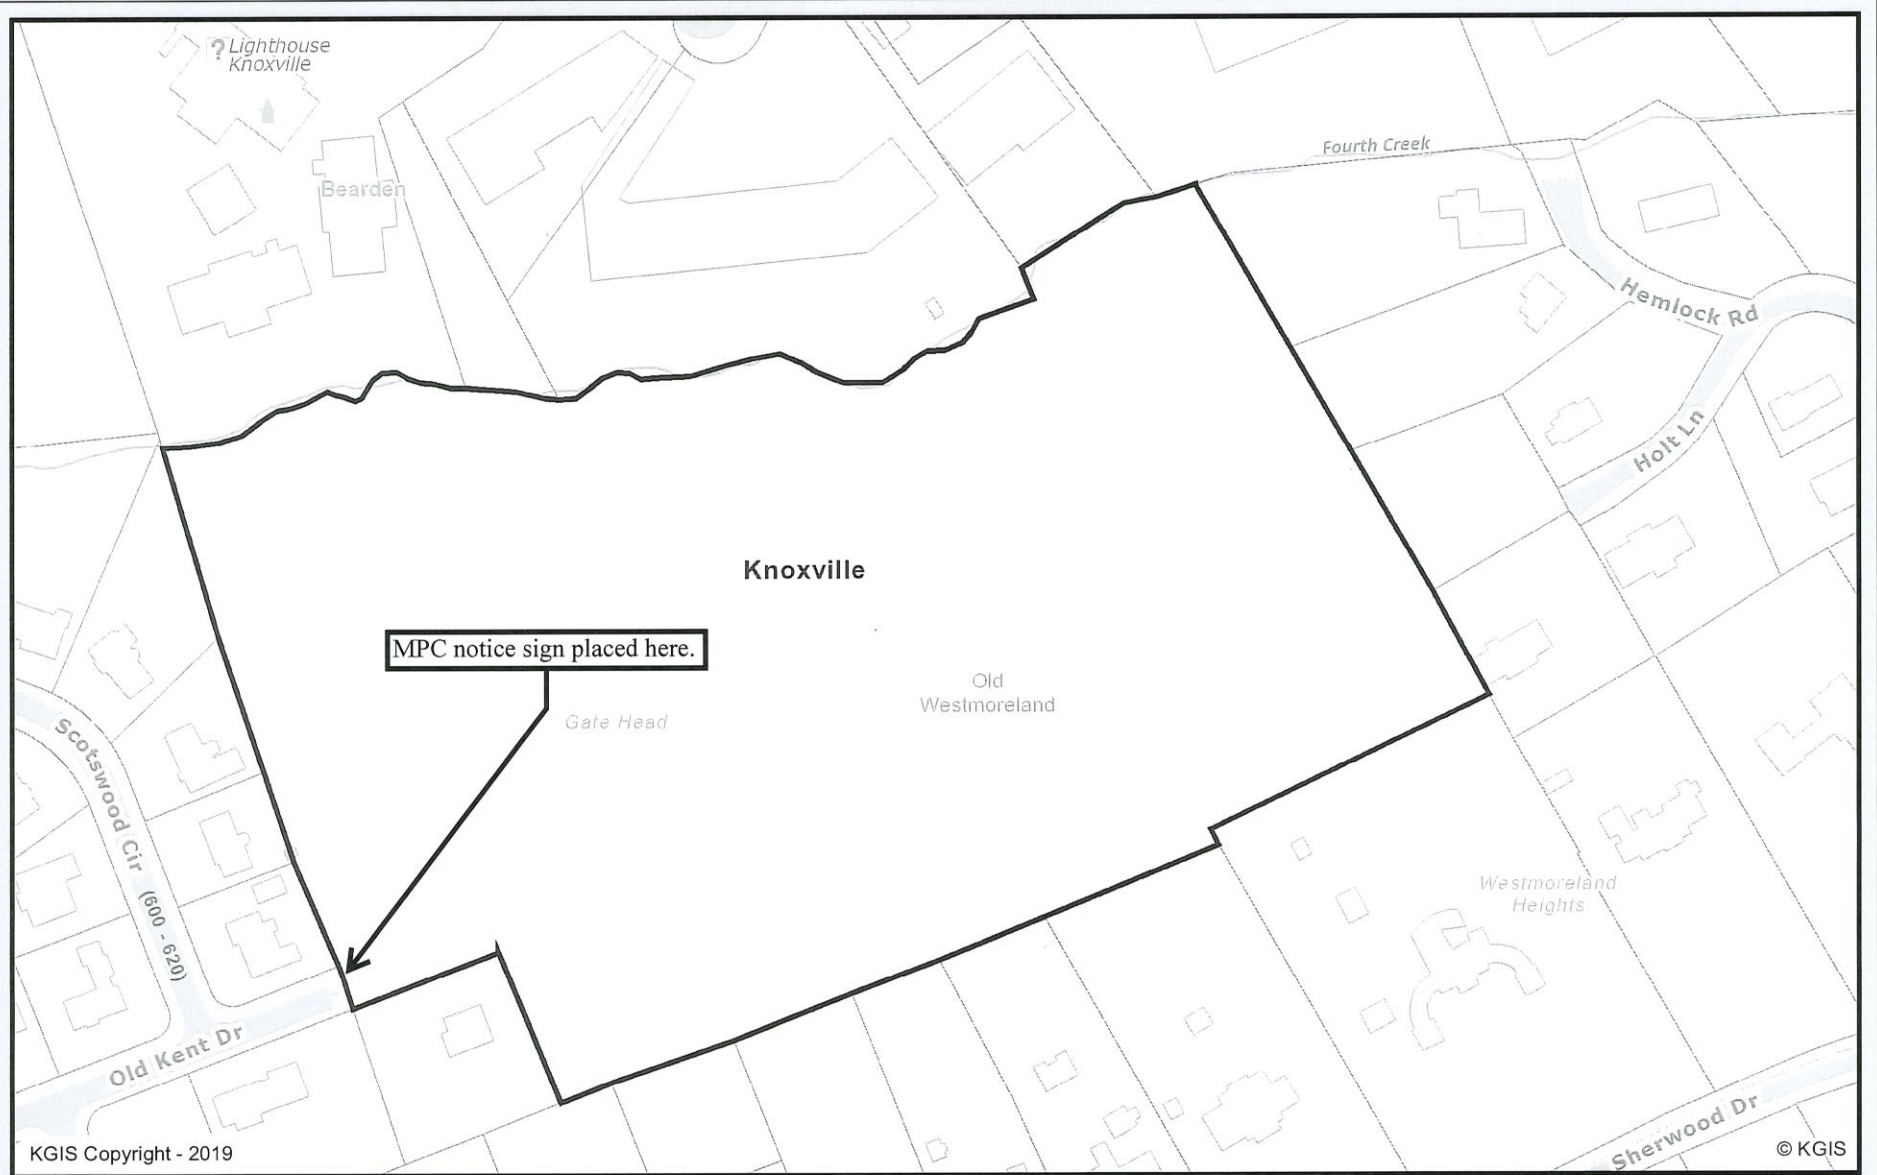 ?Lighthouse
Knoxville
Bearden
Fourth Creek
Hemlock Rd
Holt Ln
Knoxville
MPC notice sign placed here.
Gate Head
Old
Westmoreland
Scotswood Cir (600 - 620)
Westmoreland
Heights
Old Kent Dr
Sherwood Dr
KGIS Copyright - 2019
© KGIS